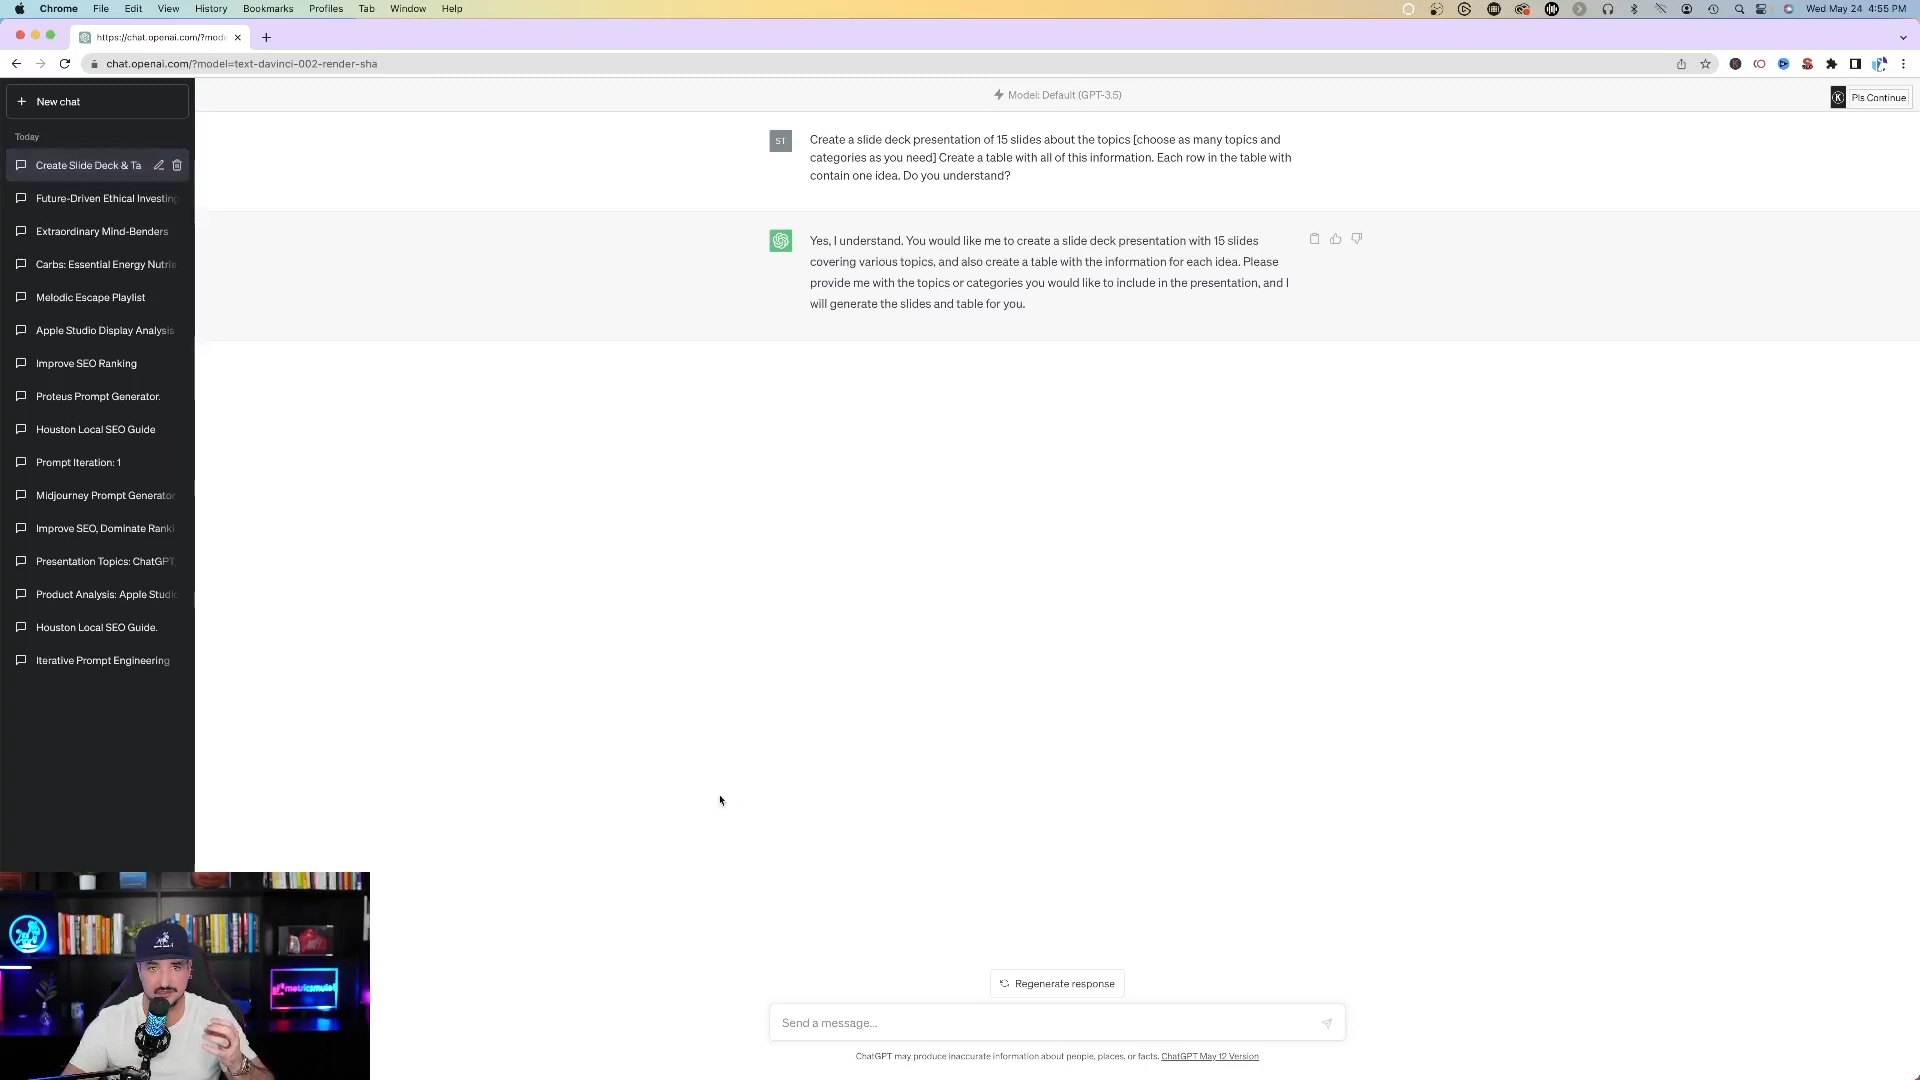 Chrome File Edit View History Bookmarks Profiles Tab Window Help
Wed May 24 4:55 PM
https://chat.openai.com/?mode
chat.openai.com/?model=text-davinci-002-render-sha
New chat
Model: Default (GPT-3.5)
Pls Continue
Today
Create Slide Deck & Ta
Future-Driven Ethical Investing
Extraordinary Mind-Benders
Carbs: Essential Energy Nutrie
Melodic Escape Playlist
Apple Studio Display Analysis
Improve SEO Ranking
Proteus Prompt Generator.
Houston Local SEO Guide
Prompt Iteration: 1
Midjourney Prompt Generator
Improve SEO, Dominate Ranki
Presentation Topics: ChatGPT,
Product Analysis: Apple Studio
Houston Local SEO Guide.
Iterative Prompt Engineering
ST
Create a slide deck presentation of 15 slides about the topics [choose as many topics and
categories as you need] Create a table with all of this information. Each row in the table with
contain one idea. Do you understand?
Yes, I understand. You would like me to create a slide deck presentation with 15 slides
covering various topics, and also create a table with the information for each idea. Please
provide me with the topics or categories you would like to include in the presentation, and I
will generate the slides and table for you.
metricsmule
Regenerate response
Send a message...
ChatGPT may produce inaccurate information about people, places, or facts. ChatGPT May 12 Version